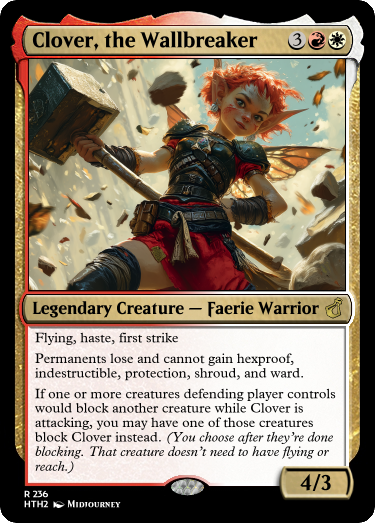 Clover, the Wallbreaker 3
Legendary Creature — Faerie Warrior
Flying, haste, first strike
Permanents lose and cannot gain hexproof,
indestructible, protection, shroud, and ward.
If one or more creatures defending player controls
would block another creature while Clover is
attacking, you may have one of those creatures
block Clover instead. (You choose after they're done
blocking. That creature doesn't need to have flying or
reach.)
4/3
R 236
HTH2 Midjourney